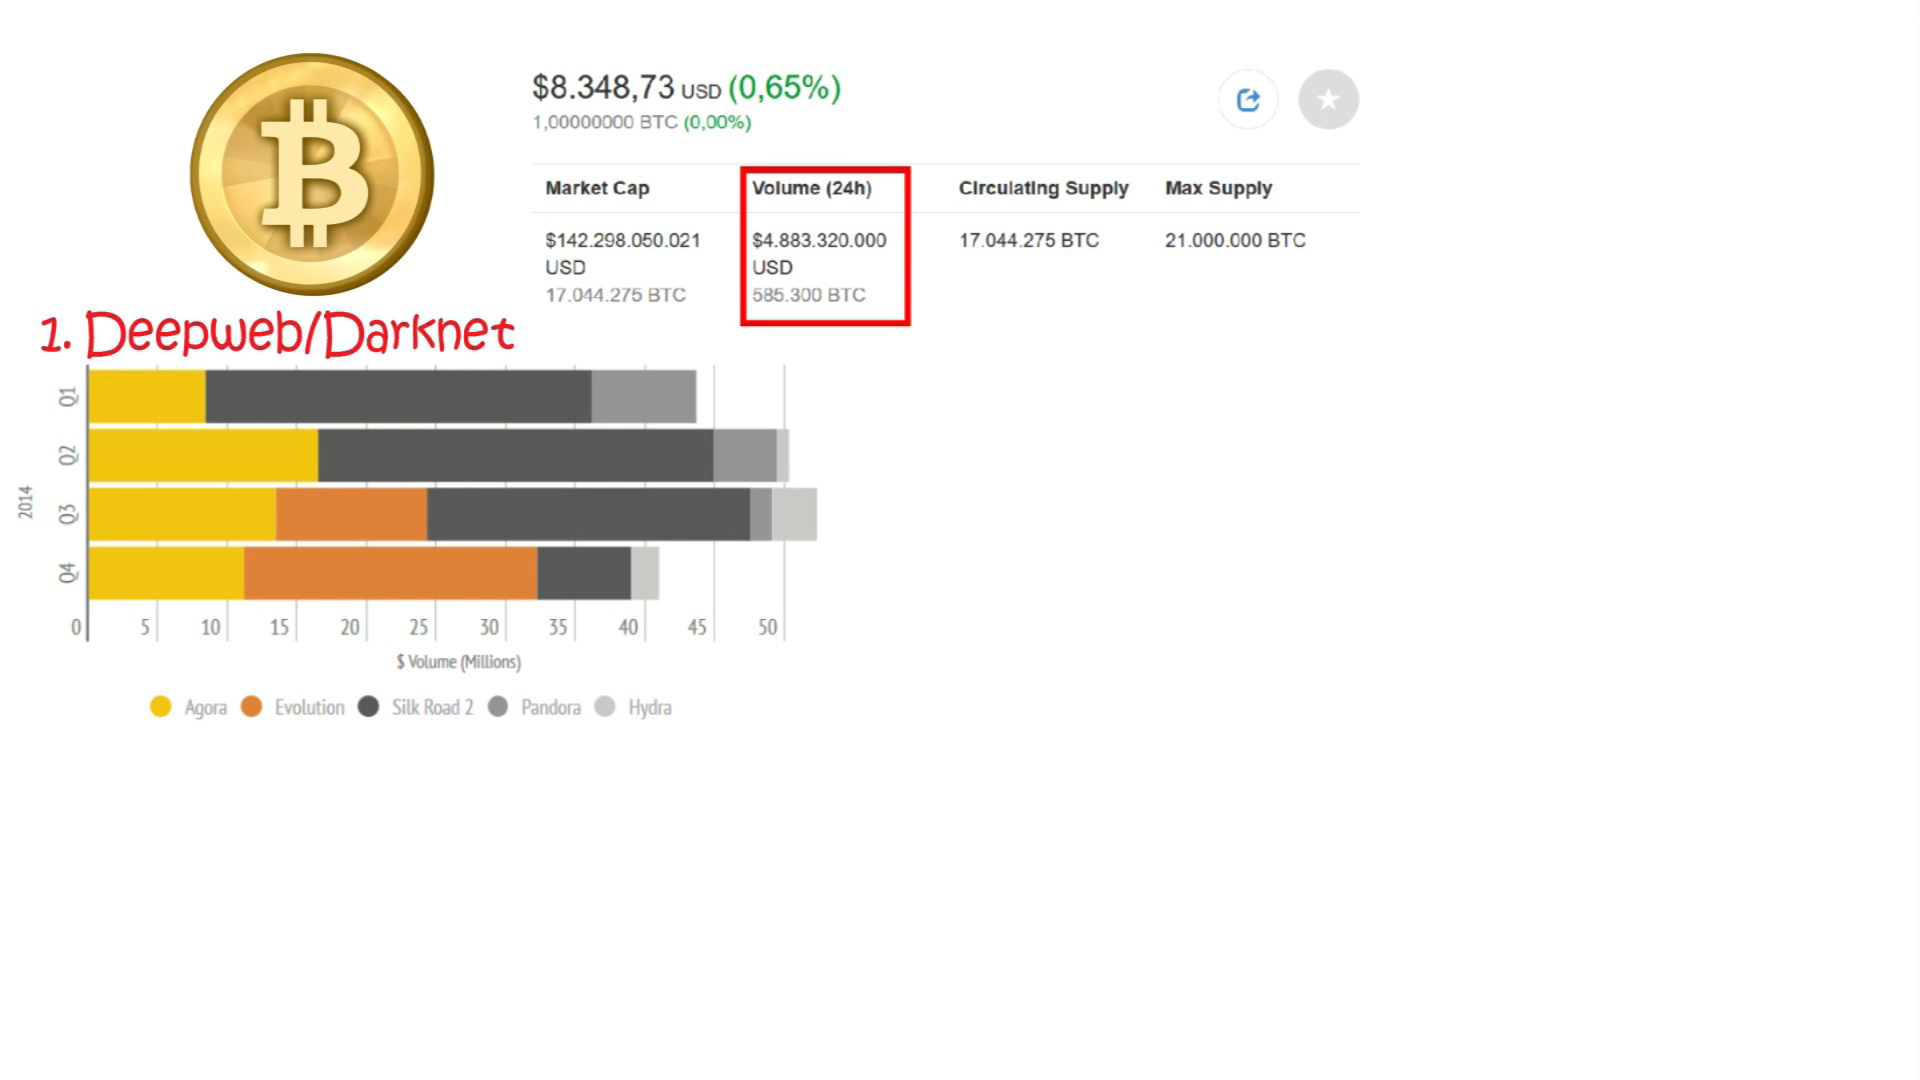 $8.348,73 USD (0,65%)
1,00000000 BTC (0,00%)
Market Cap Volume (24h) Circulating Supply Max Supply
$142.298.050.021 $4.883.320.000 17.044.275 BTC 21.000.000 BTC
USD USD
17.044.275 BTC 585.300 BTC
1. Deepweb/Darknet
Q1
Q2
2014
Q3
Q4
0 5 10 15 20 25 30 35 40 45 50
$ Volume (Millions)
Agora Evolution Silk Road 2 Pandora Hydra